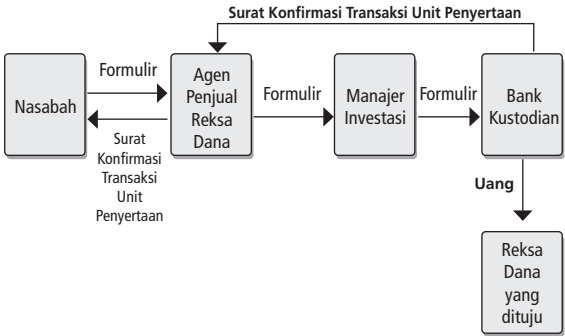 Surat Konfirmasi Transaksi Unit Penyertaan
Nasabah
Formulir
Surat
Konfirmasi
Transaksi
Unit
Penyertaan
Agen
Penjual
Reksa
Dana
Formulir
Manajer
Investasi
Formulir
Bank
Kustodian
Uang
Reksa
Dana
yang
dituju